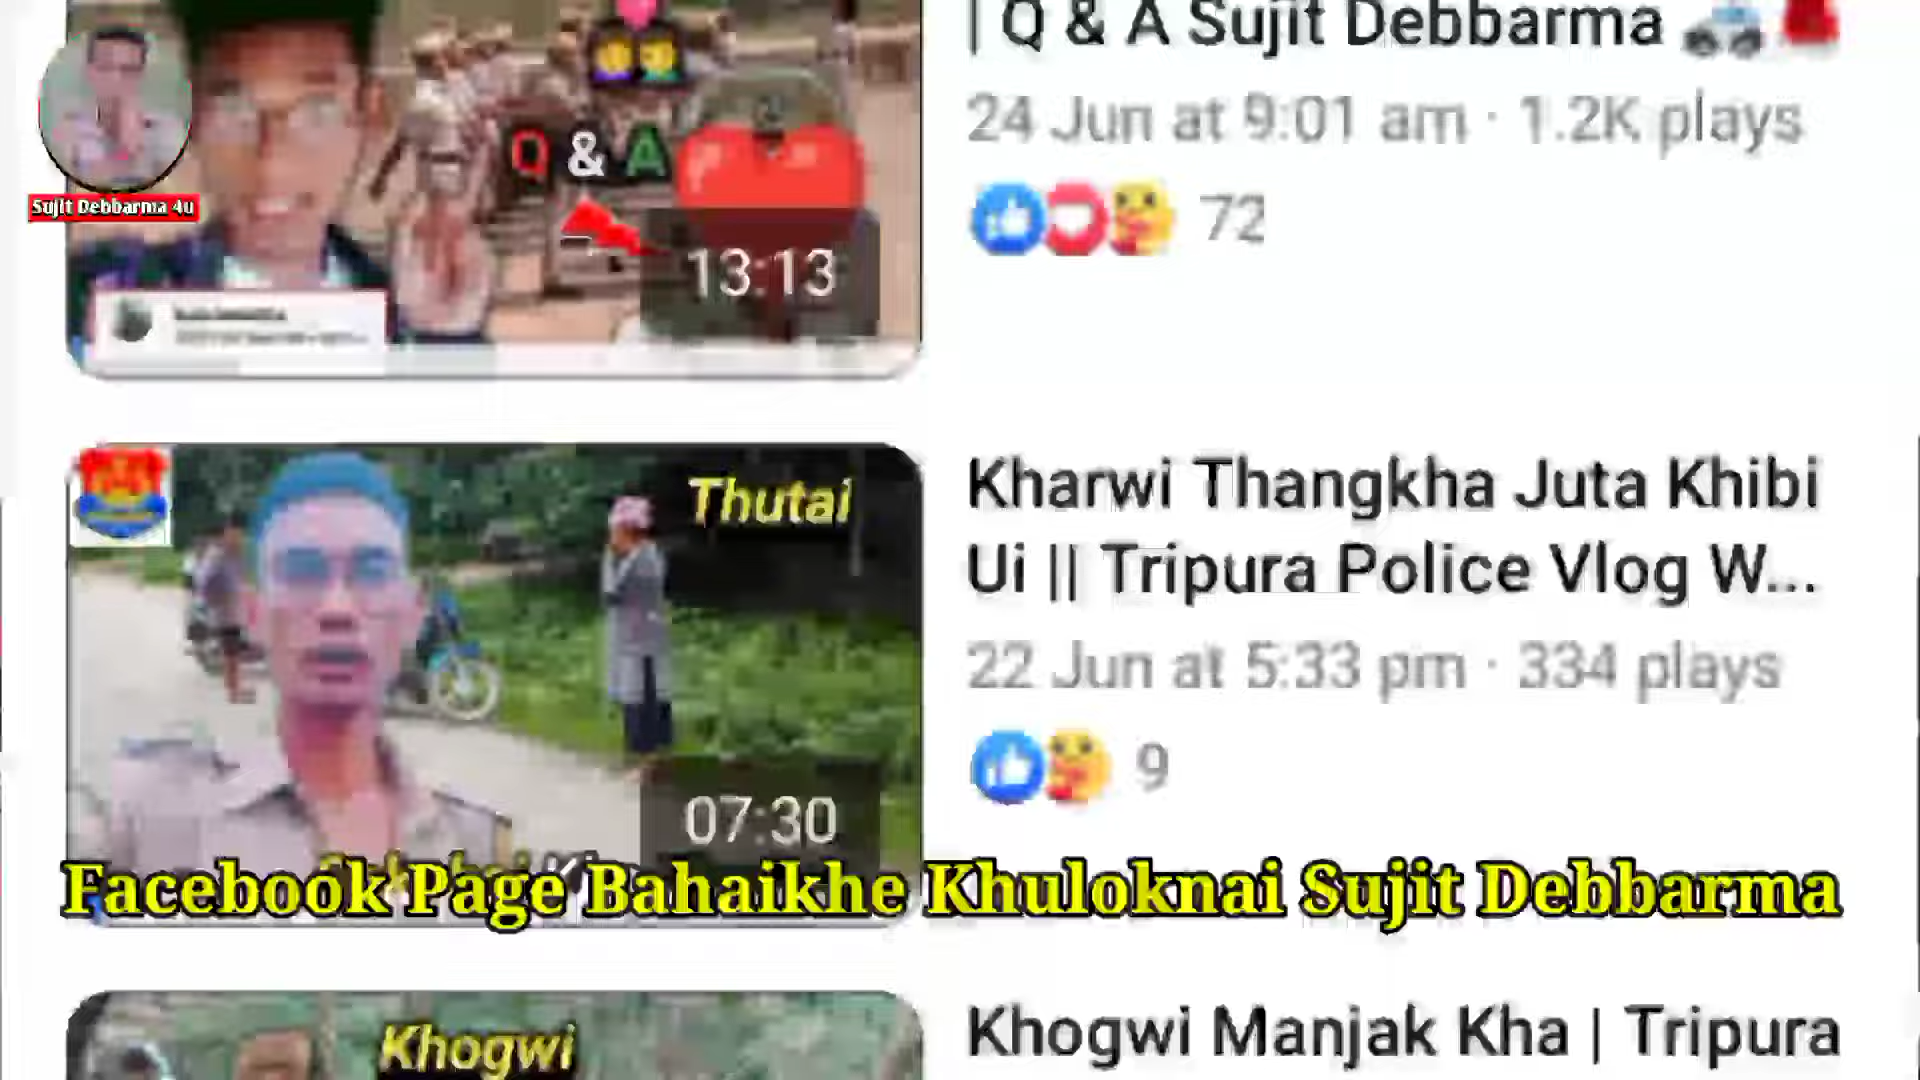 | Q & A Sujit Debbarma
24 Jun at 9:01 am · 1.2K plays
72
Q & A
13:13
Sujit Debbarma 4u
Thutai
Kharwi Thangkha Juta Khibi
Ui || Tripura Police Vlog W...
22 Jun at 5:33 pm · 334 plays
9
07:30
Facebook Page Bahaikhe Khuloknai Sujit Debbarma
Khogwi
Khogwi Manjak Kha | Tripura